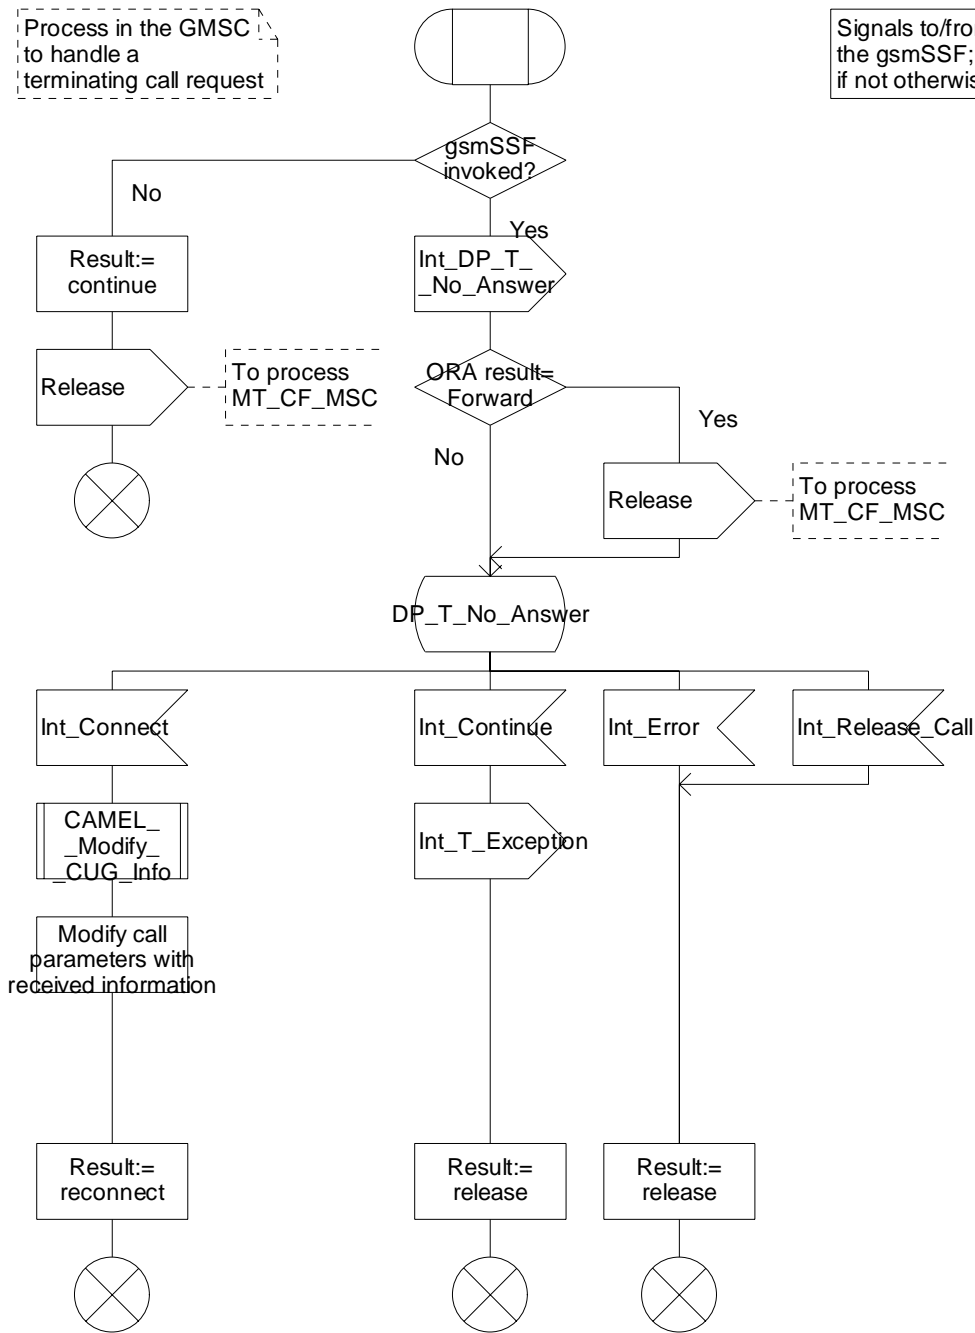 Process in the GMSC
to handle a
terminating call request
Signals to/fro
the gsmSSF;
if not otherwis
gsmSSF
invoked?
No
Yes
Result:=
continue
Int_DP_T_
_No_Answer
Release
To process
MT_CF_MSC
ORA result=
Forward
Yes
No
Release
To process
MT_CF_MSC
DP_T_No_Answer
Int_Connect
Int_Continue
Int_Error
Int_Release_Call
CAMEL_
_Modify_
_CUG_Info
Int_T_Exception
Modify call
parameters with
received information
Result:=
reconnect
Result:=
release
Result:=
release